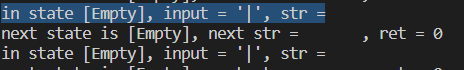 in state [Empty], input = '|', str =
next state is [Empty], next str =      , ret = 0
in state [Empty], input = '|', str =